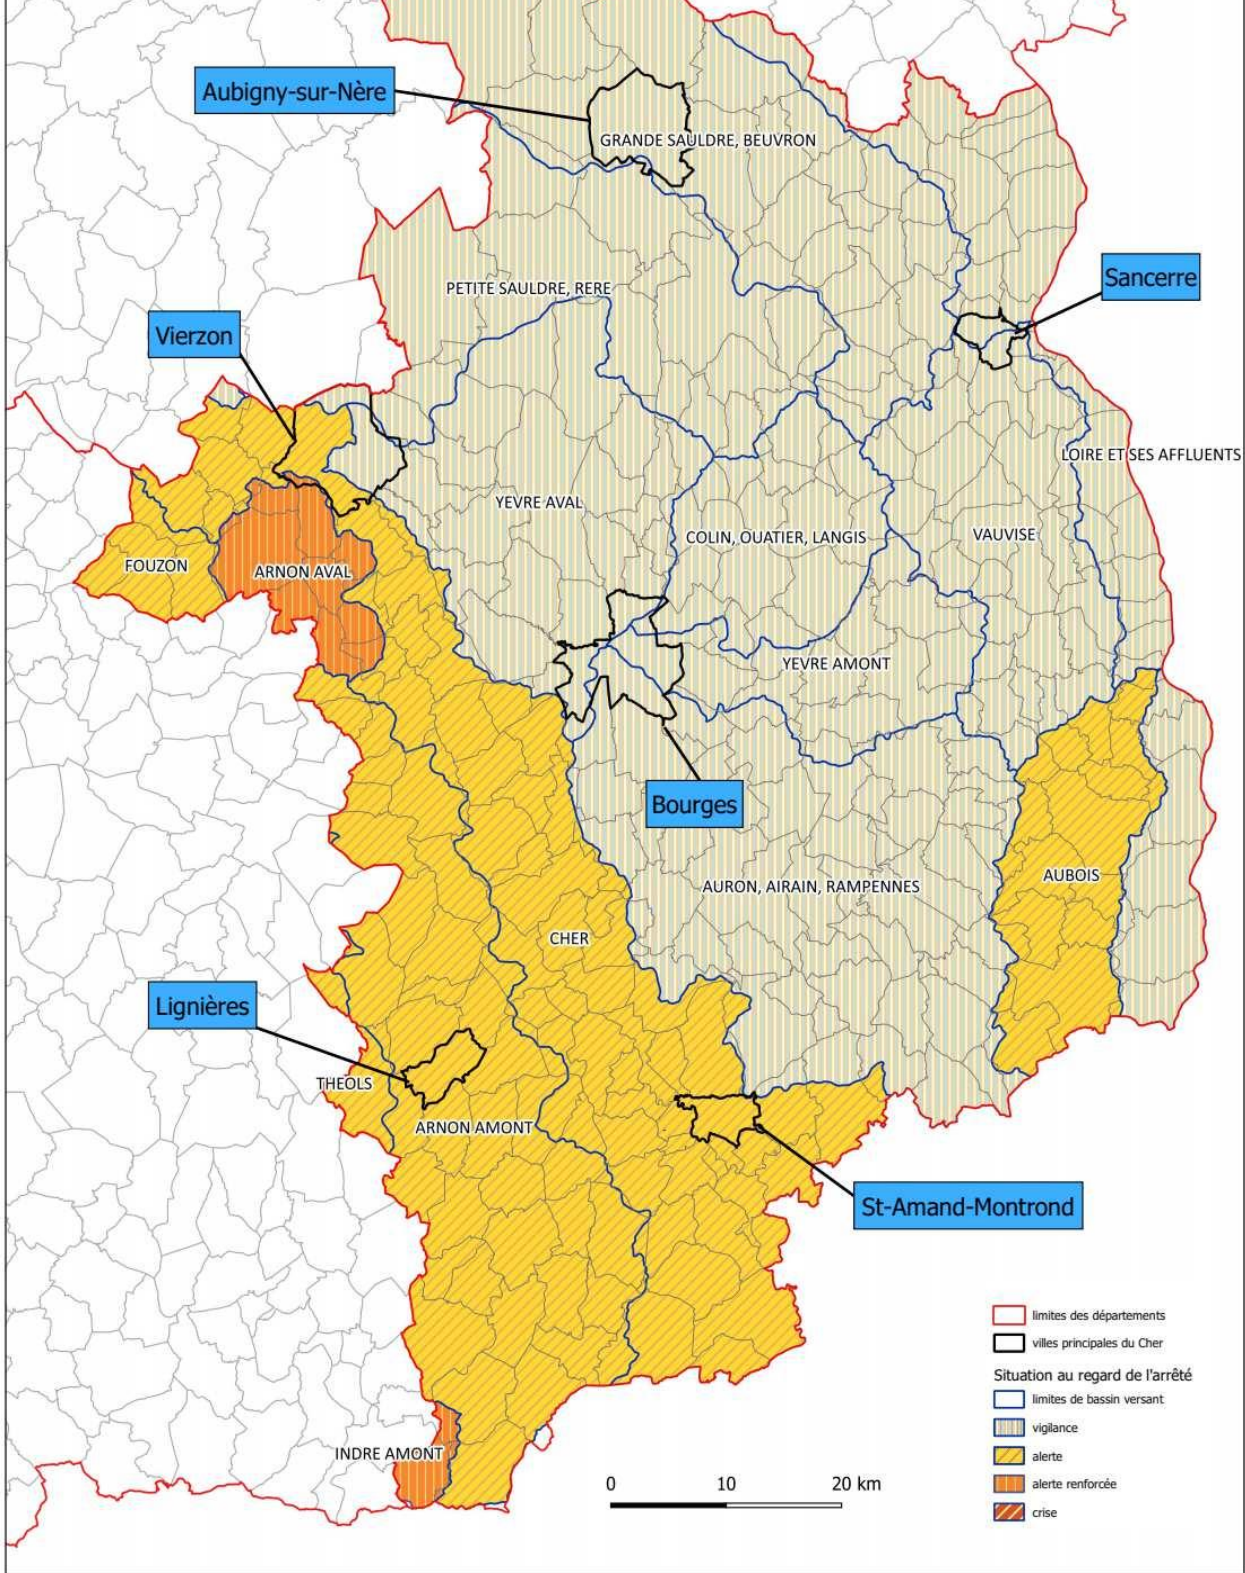 Aubigny-sur-Nère
GRANDE SAULDRE, BEUVRON
Sancerre
PETITE SAULDRE, RERE
Vierzon
LOIRE ET SES AFFLUENTS
YEVRE AVAL
COLIN, OUATIER, LANGIS
VAUVISE
FOUZON
ARNON AVAL
YEVRE AMONT
Bourges
AUBOIS
AURON, AIRAIN, RAMPENNES
CHER
Lignières
THEOLS
ARNON AMONT
St-Amand-Montrond
limites des départements
villes principales du Cher
Situation au regard de l'arrêté
limites de bassin versant
vigilance
alerte
alerte renforcée
crise
INDRE AMONT
0 10 20 km